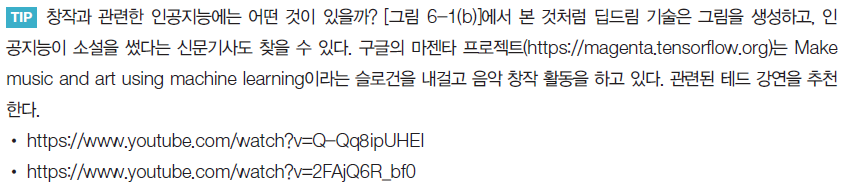 TIP 창작과 관련한 인공지능에는 어떤 것이 있을까? [그림 6-1(b)]에서 본 것처럼 딥드림 기술은 그림을 생성하고, 인
공지능이 소설을 썼다는 신문기사도 찾을 수 있다. 구글의 마젠타 프로젝트(https://magenta.tensorflow.org)는 Make
music and art using machine learning이라는 슬로건을 내걸고 음악 창작 활동을 하고 있다. 관련된 테드 강연을 추천
한다.
• https://www.youtube.com/watch?v=Q-Qq8ipUHEI
• https://www.youtube.com/watch?v=2FAjQ6R_bf0